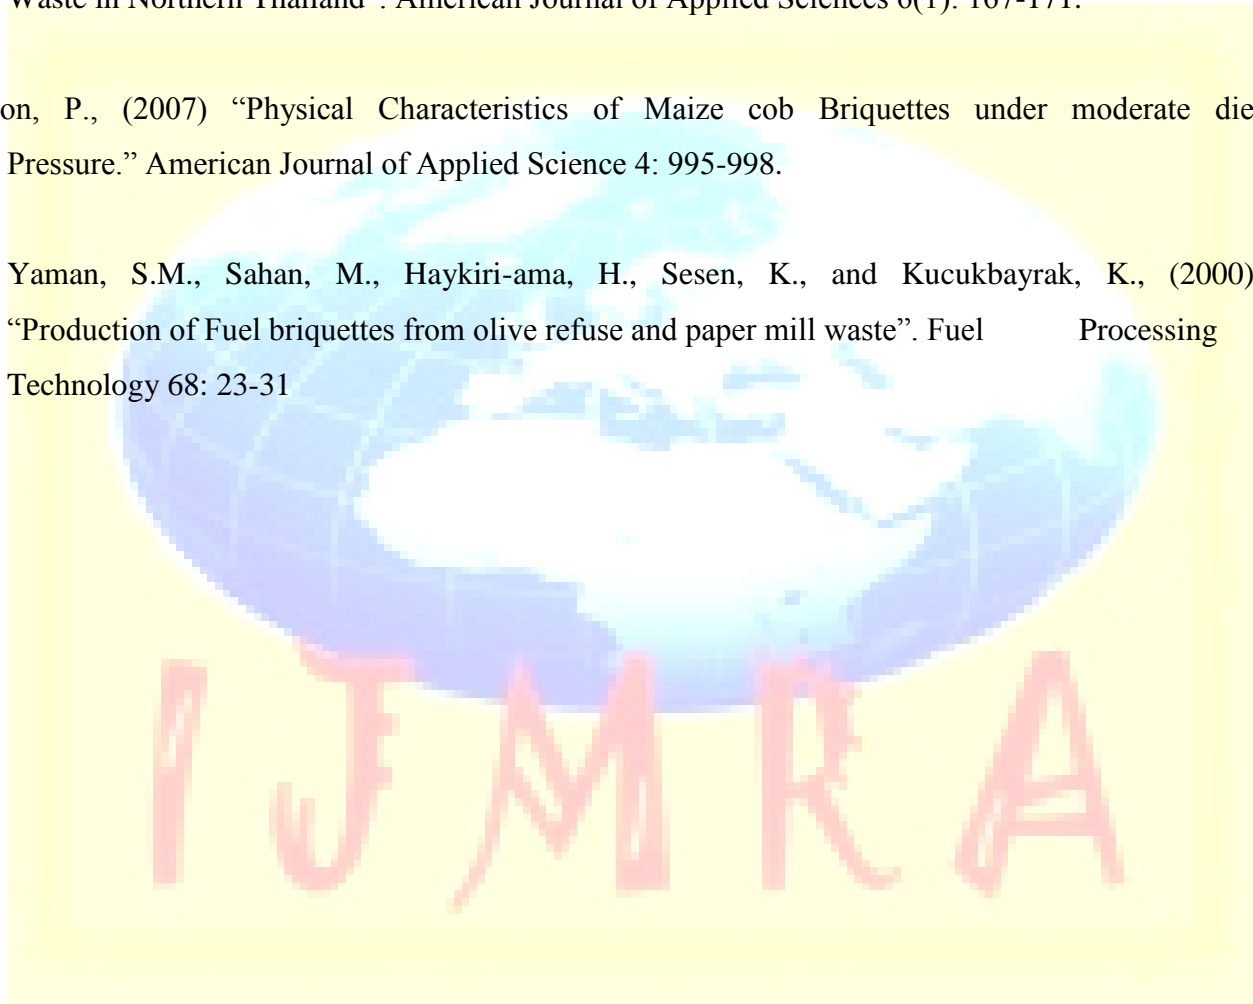 Waste in Northern Thailand". American Journal of Applied Sciences 6(1): 167-171.
on, P., (2007) “Physical Characteristics of Maize cob Briquettes under moderate die
Pressure.” American Journal of Applied Science 4: 995-998.
Yaman, S.M., Sahan, M., Haykiri-ama, H., Sesen, K., and Kucukbayrak, K., (2000)
“Production of Fuel briquettes from olive refuse and paper mill waste”. Fuel Processing
Technology 68: 23-31
IJMRA